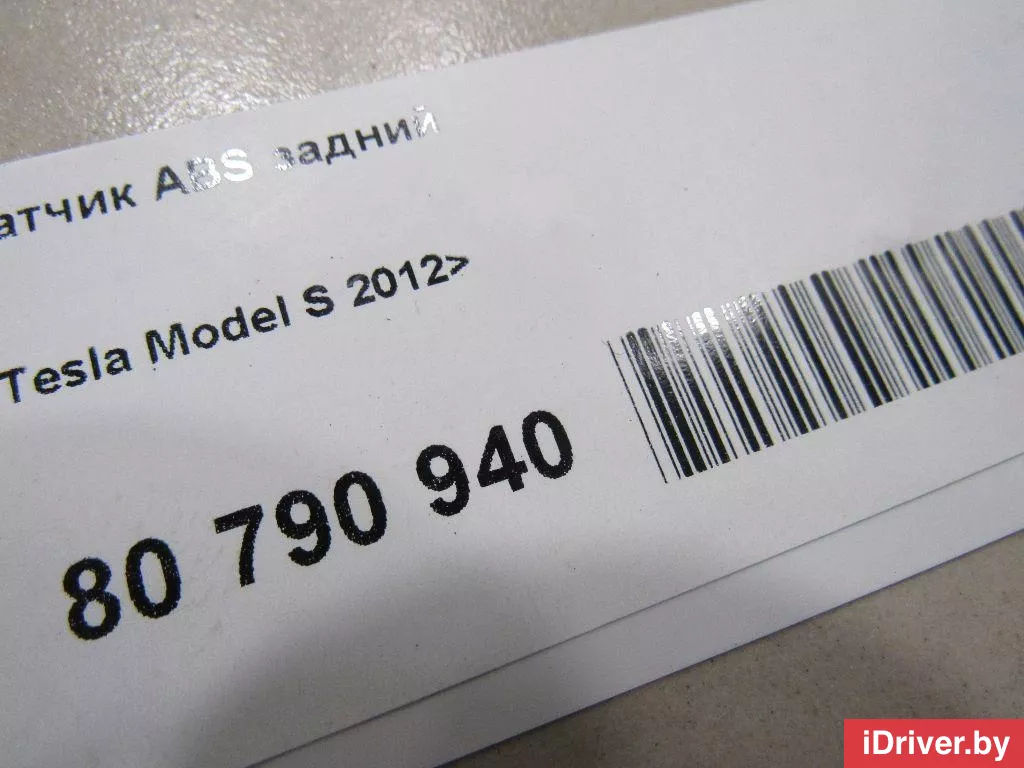 атчик ABS задний
Tesla Model S 2012>
80 790 940
iDriver.by